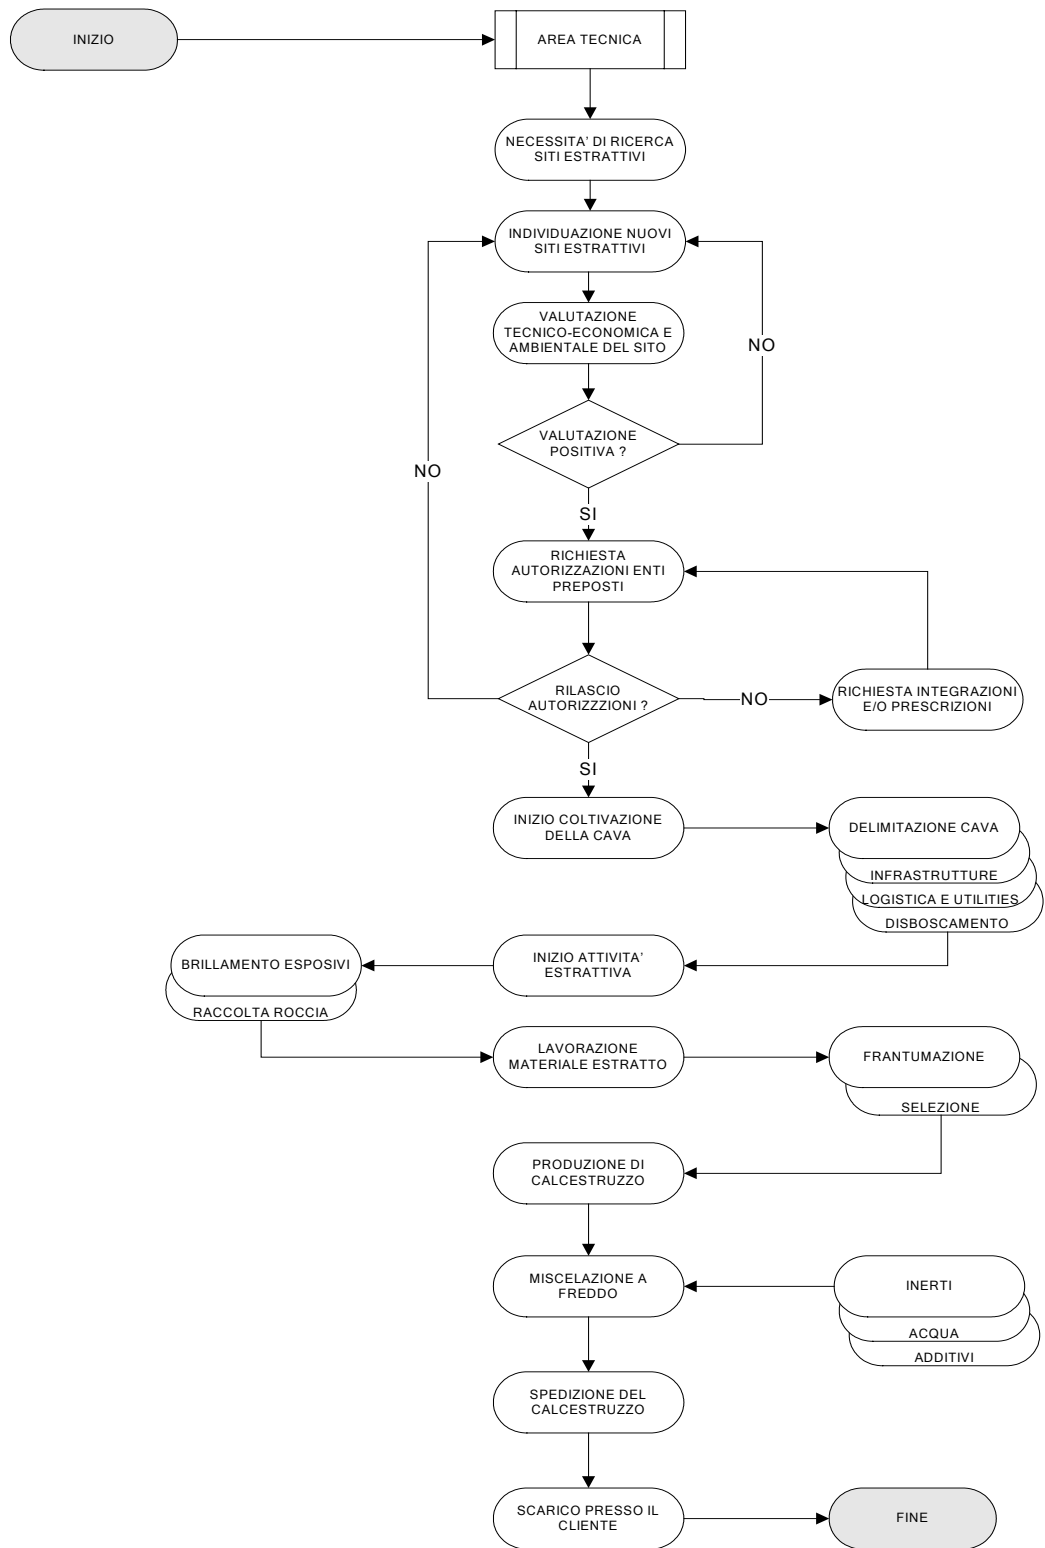 INIZIO
AREA TECNICA
NECESSITA' DI RICERCA
SITI ESTRATTIVI
INDIVIDUAZIONE NUOVI
SITI ESTRATTIVI
VALUTAZIONE
TECNICO-ECONOMICA E
AMBIENTALE DEL SITO
NO
VALUTAZIONE
POSITIVA ?
NO
SI
RICHIESTA
AUTORIZZAZIONI ENTI
PREPOSTI
RILASCIO
AUTORIZZZIONI ?
NO
RICHIESTA INTEGRAZIONI
E/O PRESCRIZIONI
SI
INIZIO COLTIVAZIONE
DELLA CAVA
DELIMITAZIONE CAVA
INFRASTRUTTURE
LOGISTICA E UTILITIES
DISBOSCAMENTO
BRILLAMENTO ESPOSIVI
RACCOLTA ROCCIA
INIZIO ATTIVITA'
ESTRATTIVA
LAVORAZIONE
MATERIALE ESTRATTO
FRANTUMAZIONE
SELEZIONE
PRODUZIONE DI
CALCESTRUZZO
MISCELAZIONE A
FREDDO
INERTI
ACQUA
ADDITIVI
SPEDIZIONE DEL
CALCESTRUZZO
SCARICO PRESSO IL
CLIENTE
FINE